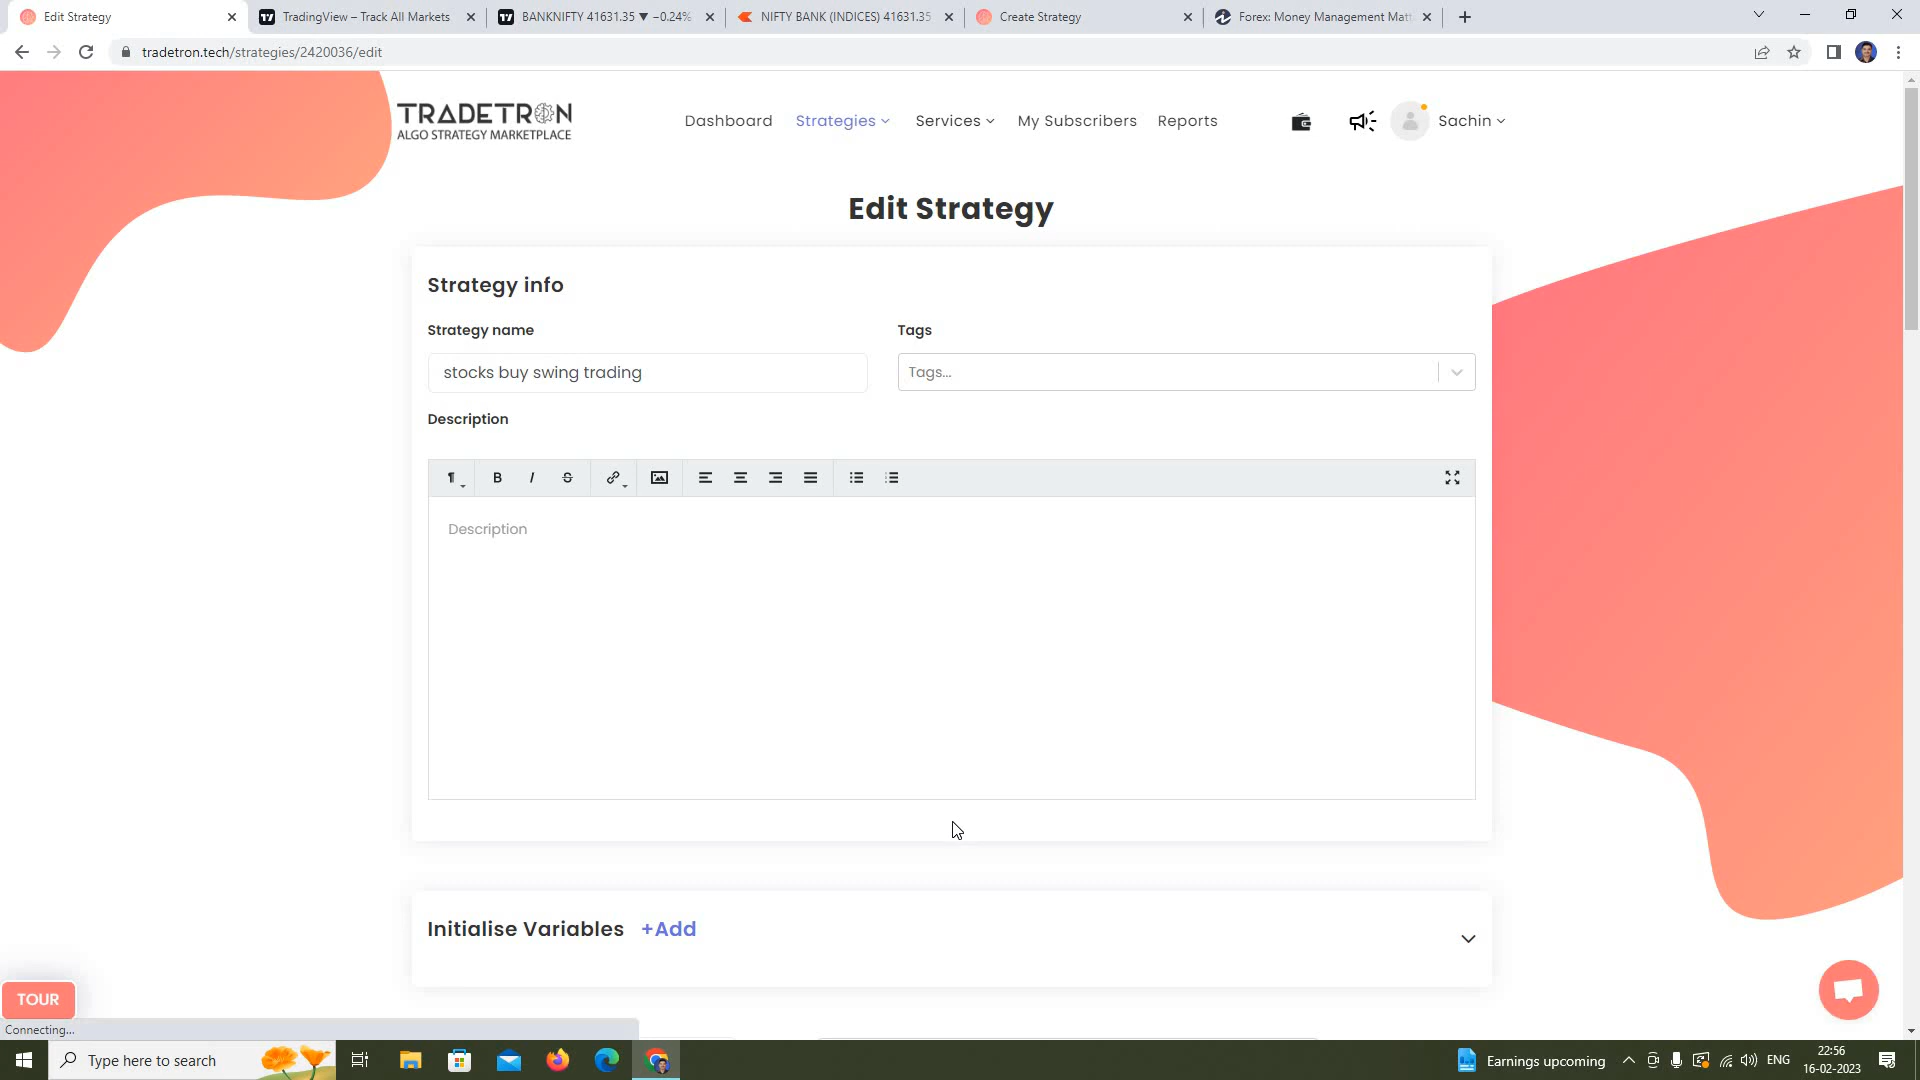 Edit Strategy
TradingView – Track All Markets
BANKNIFTY 41631.35 ▼ −0.24%
NIFTY BANK (INDICES) 41631.35
Create Strategy
Forex: Money Management Matt
tradetron.tech/strategies/2420036/edit
TRADETRON
ALGO STRATEGY MARKETPLACE
Dashboard
Strategies
Services
My Subscribers
Reports
Sachin
Edit Strategy
Strategy info
Strategy name
Tags
stocks buy swing trading
Tags...
Description
Description
Initialise Variables +Add
TOUR
Connecting...
Type here to search
Earnings upcoming
ENG
22:56
16-02-2023